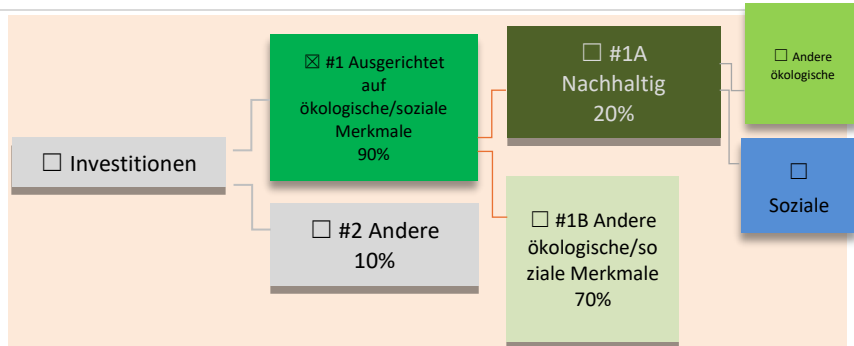 ☐ Investitionen
☒ #1 Ausgerichtet
auf
ökologische/soziale
Merkmale
90%
☐ #2 Andere
10%
☐ #1A
Nachhaltig
20%
☐ #1B Andere
ökologische/so
ziale Merkmale
70%
☐ Andere
ökologische
☐
Soziale